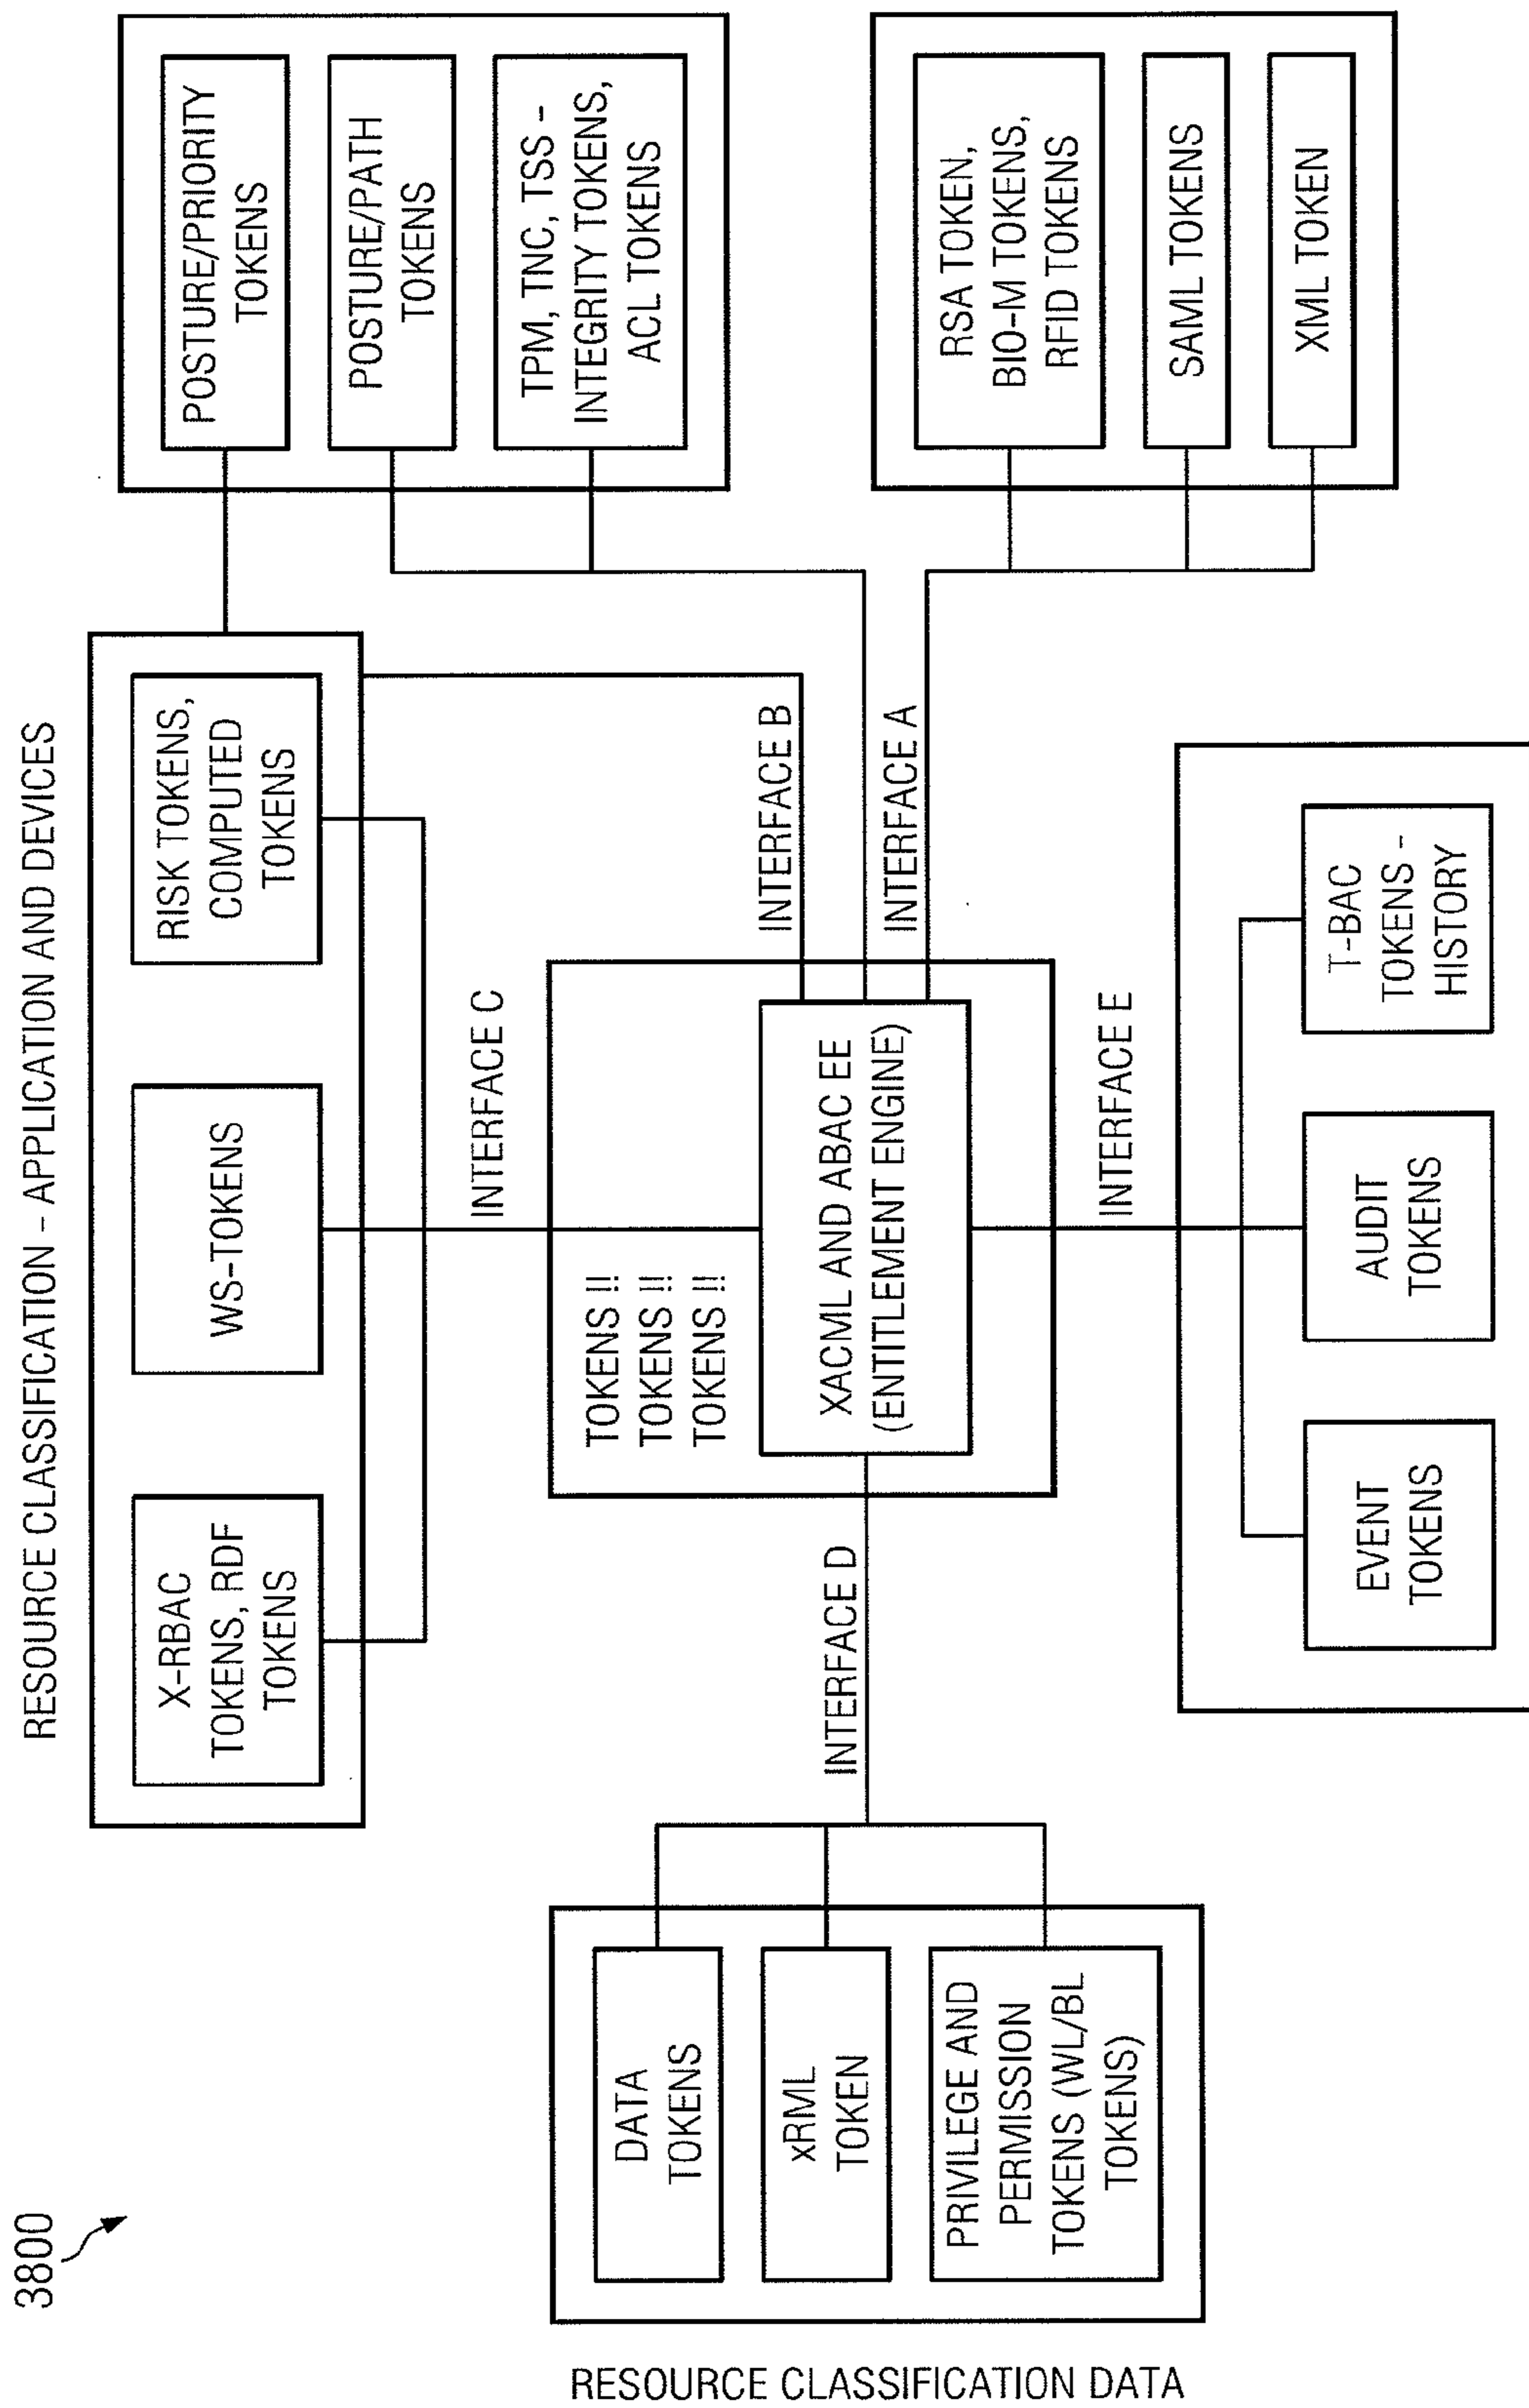 3800
RESOURCE CLASSIFICATION - APPLICATION AND DEVICES
X-RBAC
TOKENS, RDF
TOKENS
WS-TOKENS
RISK TOKENS,
COMPUTED
TOKENS
POSTURE/PRIORITY
TOKENS
POSTURE/PATH
TOKENS
TPM, TNC, TSS -
INTEGRITY TOKENS,
ACL TOKENS
INTERFACE C
INTERFACE B
INTERFACE A
TOKENS !!
TOKENS !!
TOKENS !!
XACML AND ABAC EE
(ENTITLEMENT ENGINE)
INTERFACE D
INTERFACE E
DATA
TOKENS
xRML
TOKEN
PRIVILEGE AND
PERMISSION
TOKENS (WL/BL
TOKENS)
RESOURCE CLASSIFICATION DATA
RSA TOKEN,
BIO-M TOKENS,
RFID TOKENS
SAML TOKENS
XML TOKEN
EVENT
TOKENS
AUDIT
TOKENS
T-BAC
TOKENS -
HISTORY